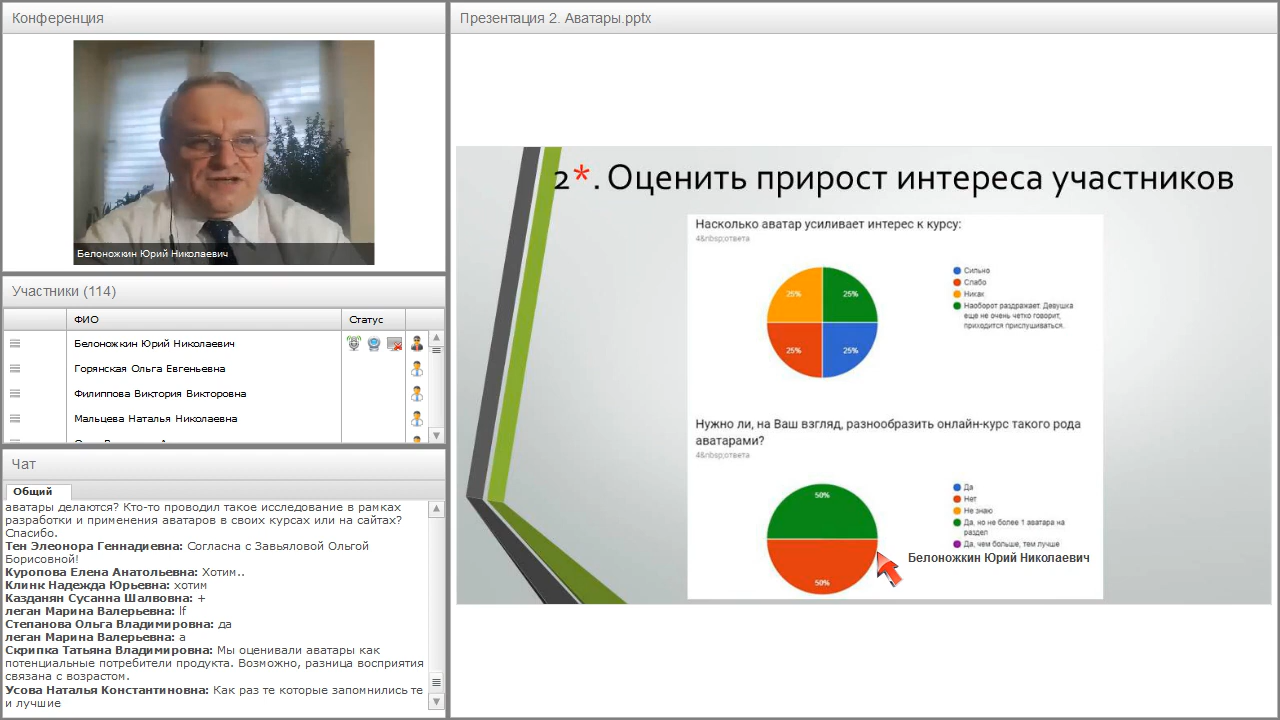 Конференция
Белоножкин Юрий Николаевич
Участники (114)
ФИО
Статус
Белоножкин Юрий Николаевич
Горянская Ольга Евгеньевна
Филиппова Виктория Викторовна
Мальцева Наталья Николаевна
Чат
Общий
аватары делаются? Кто-то проводил такое исследование в рамках
разработки и применения аватаров в своих курсах или на сайтах?
Спасибо.
Тен Элеонора Геннадиевна: Согласна с Завьяловой Ольгой
Борисовной!
Куропова Елена Анатольевна: Хотим..
Клинк Надежда Юрьевна: хотим
Казданян Сусанна Шалвовна: +
леган Марина Валерьевна: lf
Степанова Ольга Владимировна: да
леган Марина Валерьевна: а
Скрипка Татьяна Владимировна: Мы оценивали аватары как
потенциальные потребители продукта. Возможно, разница восприятия
связана с возрастом.
Усова Наталья Константиновна: Как раз те которые запомнились те
и лучшие
Презентация 2. Аватары.pptx
2*. Оценить прирост интереса участников
Насколько аватар усиливает интерес к курсу:
4&nbsp;ответа
25%
25%
25%
25%
Сильно
Слабо
Никак
Наоборот раздражает. Девушка
еще не очень четко говорит,
приходится прислушиваться.
Нужно ли, на Ваш взгляд, разнообразить онлайн-курс такого рода
аватарами?
4&nbsp;ответа
50%
50%
Да
Нет
Не знаю
Да, но не более 1 аватара на
раздел
Да, чем больше, тем лучше
Белоножкин Юрий Николаевич